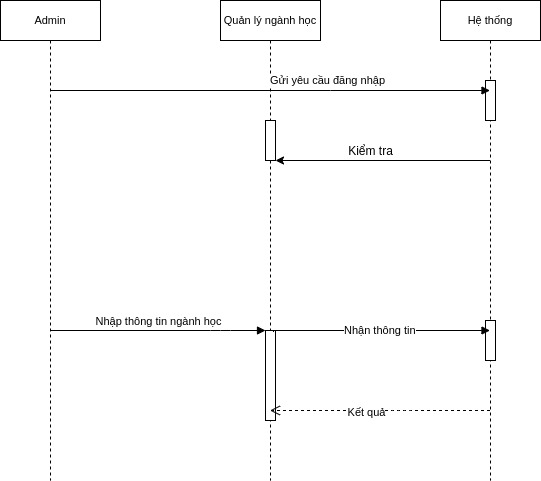 Admin
Quản lý ngành học
Hệ thống
Gửi yêu cầu đăng nhập
Kiểm tra
Nhập thông tin ngành học
Nhận thông tin
Kết quả